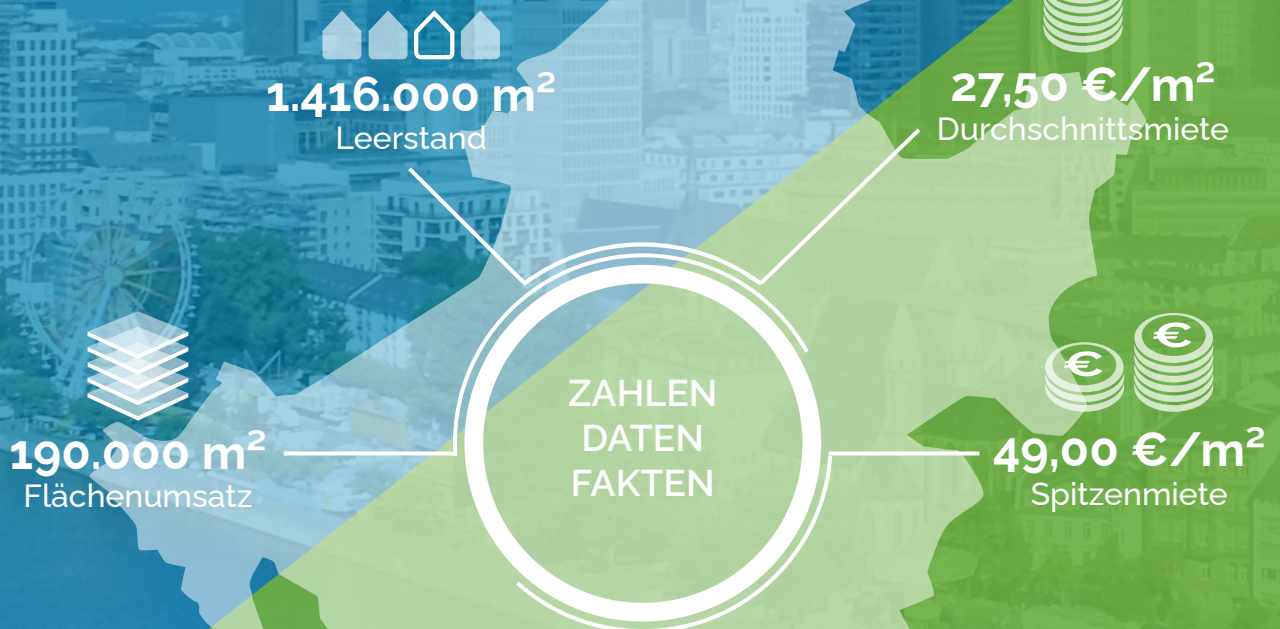 1.416.000 m²
Leerstand
27,50 €/m²
Durchschnittsmiete
190.000 m²
Flächenumsatz
ZAHLEN
DATEN
FAKTEN
€
€
49,00 €/m²
Spitzenmiete